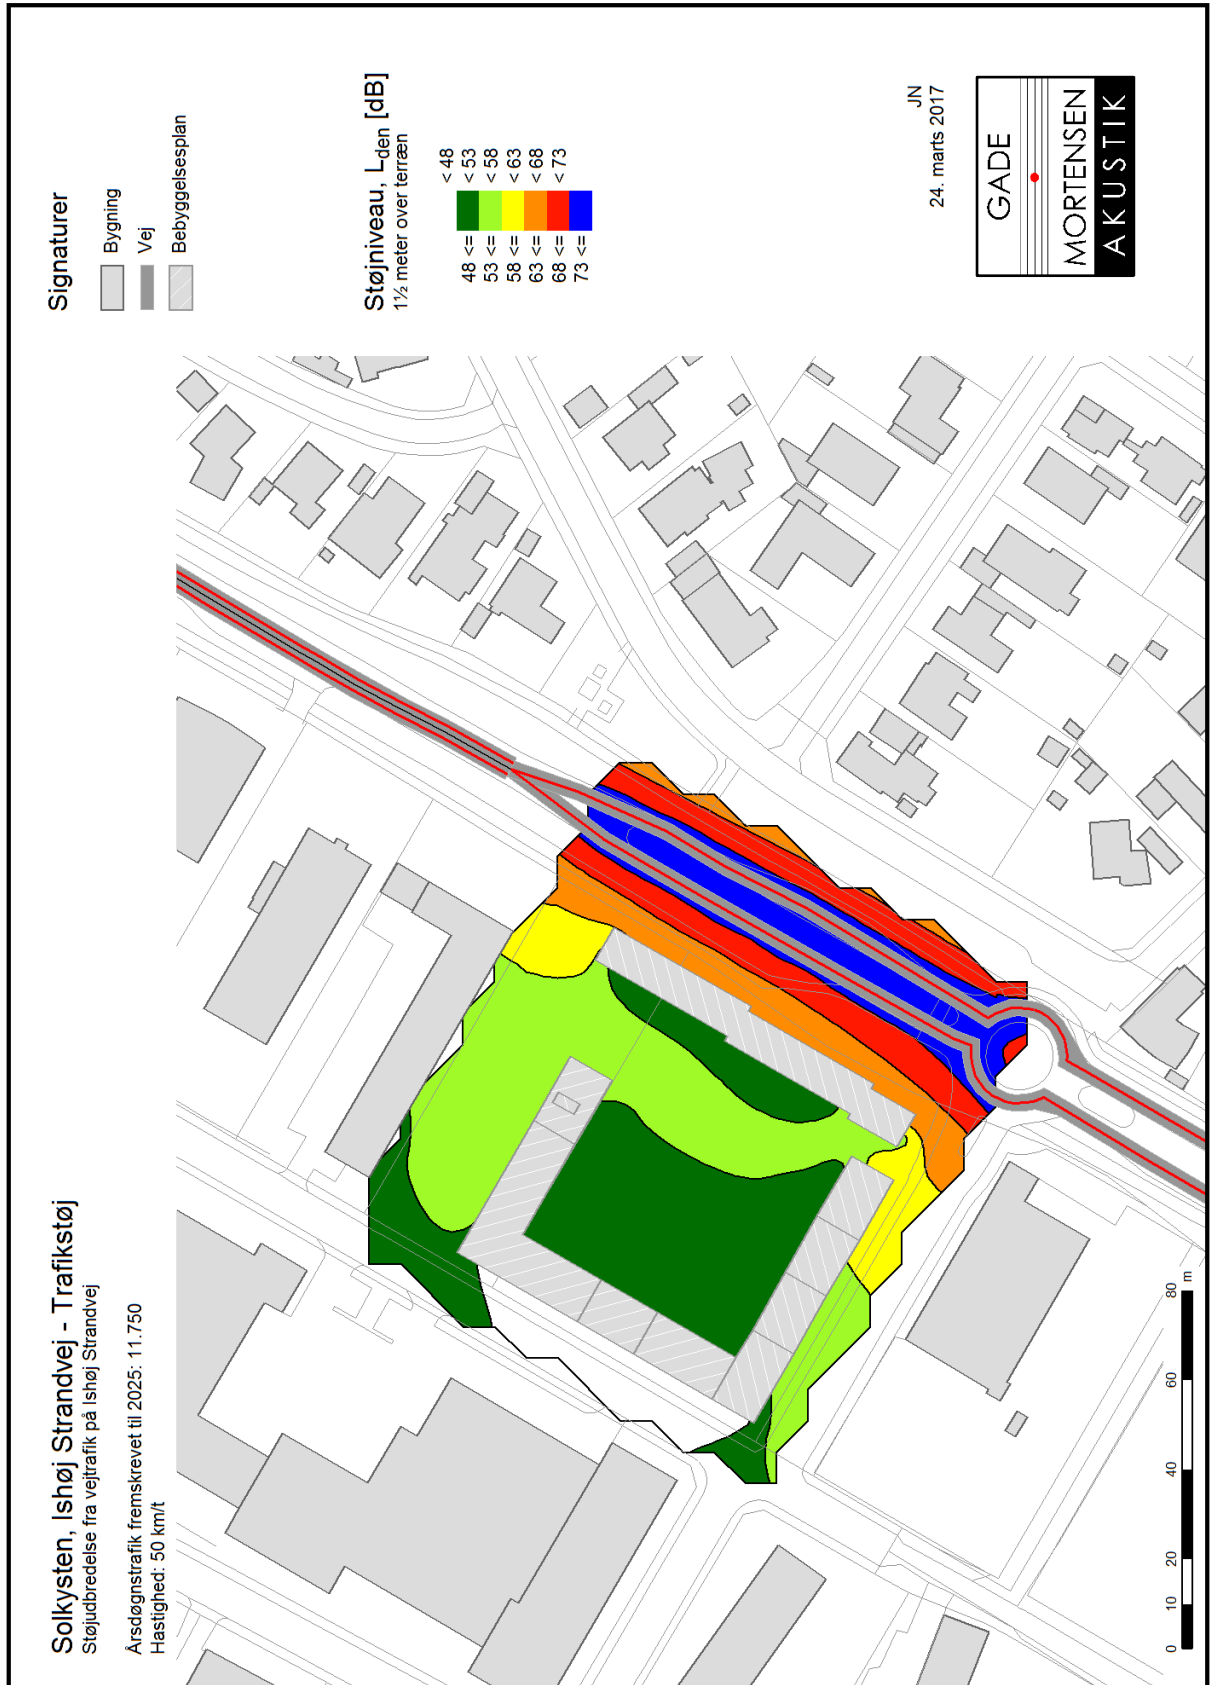 Solkysten, Ishøj Strandvej - Trafikstøj
Støjudbredelse fra vejtrafik på Ishøj Strandvej
Årsdøgnstrafik fremskrevet til 2025: 11.750
Hastighed: 50 km/t
Signaturer
Bygning
Vej
Bebyggelsesplan
Støjniveau, Lden [dB]
1½ meter over terræn
< 48
48 <= < 53
53 <= < 58
58 <= < 63
63 <= < 68
68 <= < 73
73 <=
JN
24. marts 2017
GADE
MORTENSEN
AKUSTIK
0 10 20 40 60 80
m